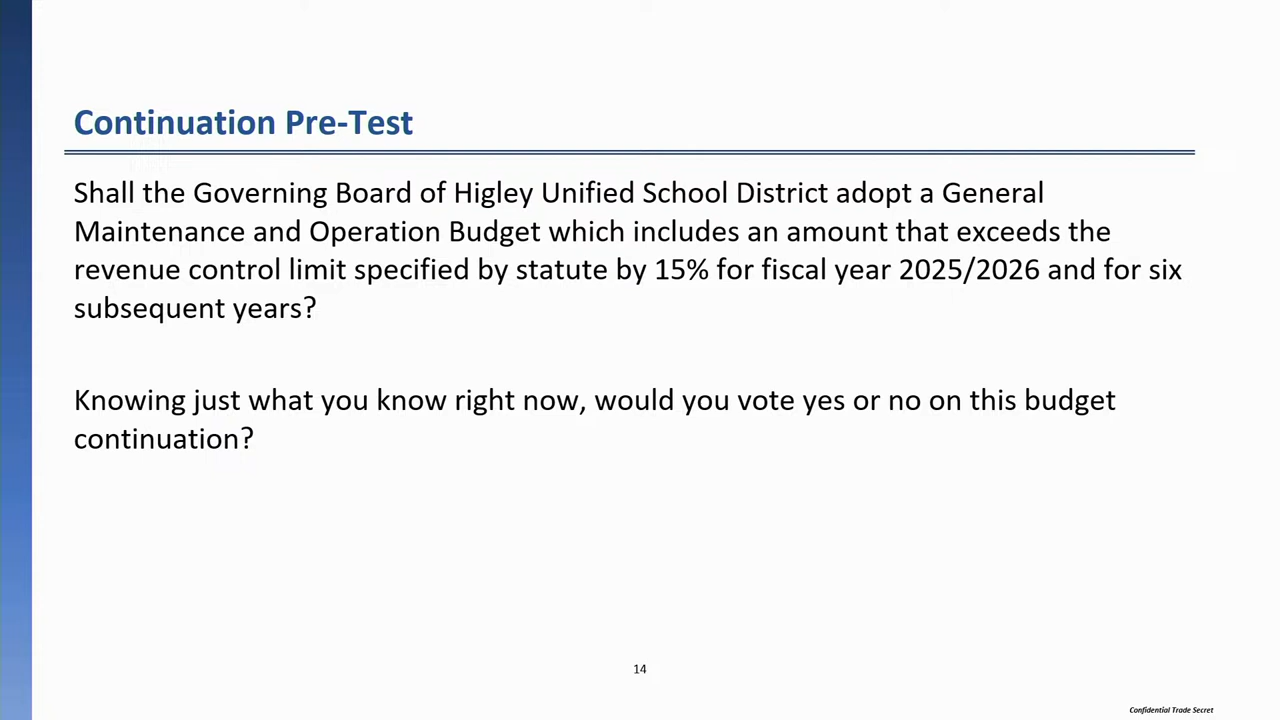 Continuation Pre-Test
Shall the Governing Board of Higley Unified School District adopt a General
Maintenance and Operation Budget which includes an amount that exceeds the
revenue control limit specified by statute by 15% for fiscal year 2025/2026 and for six
subsequent years?
Knowing just what you know right now, would you vote yes or no on this budget
continuation?
14
Confidential Trade Secret